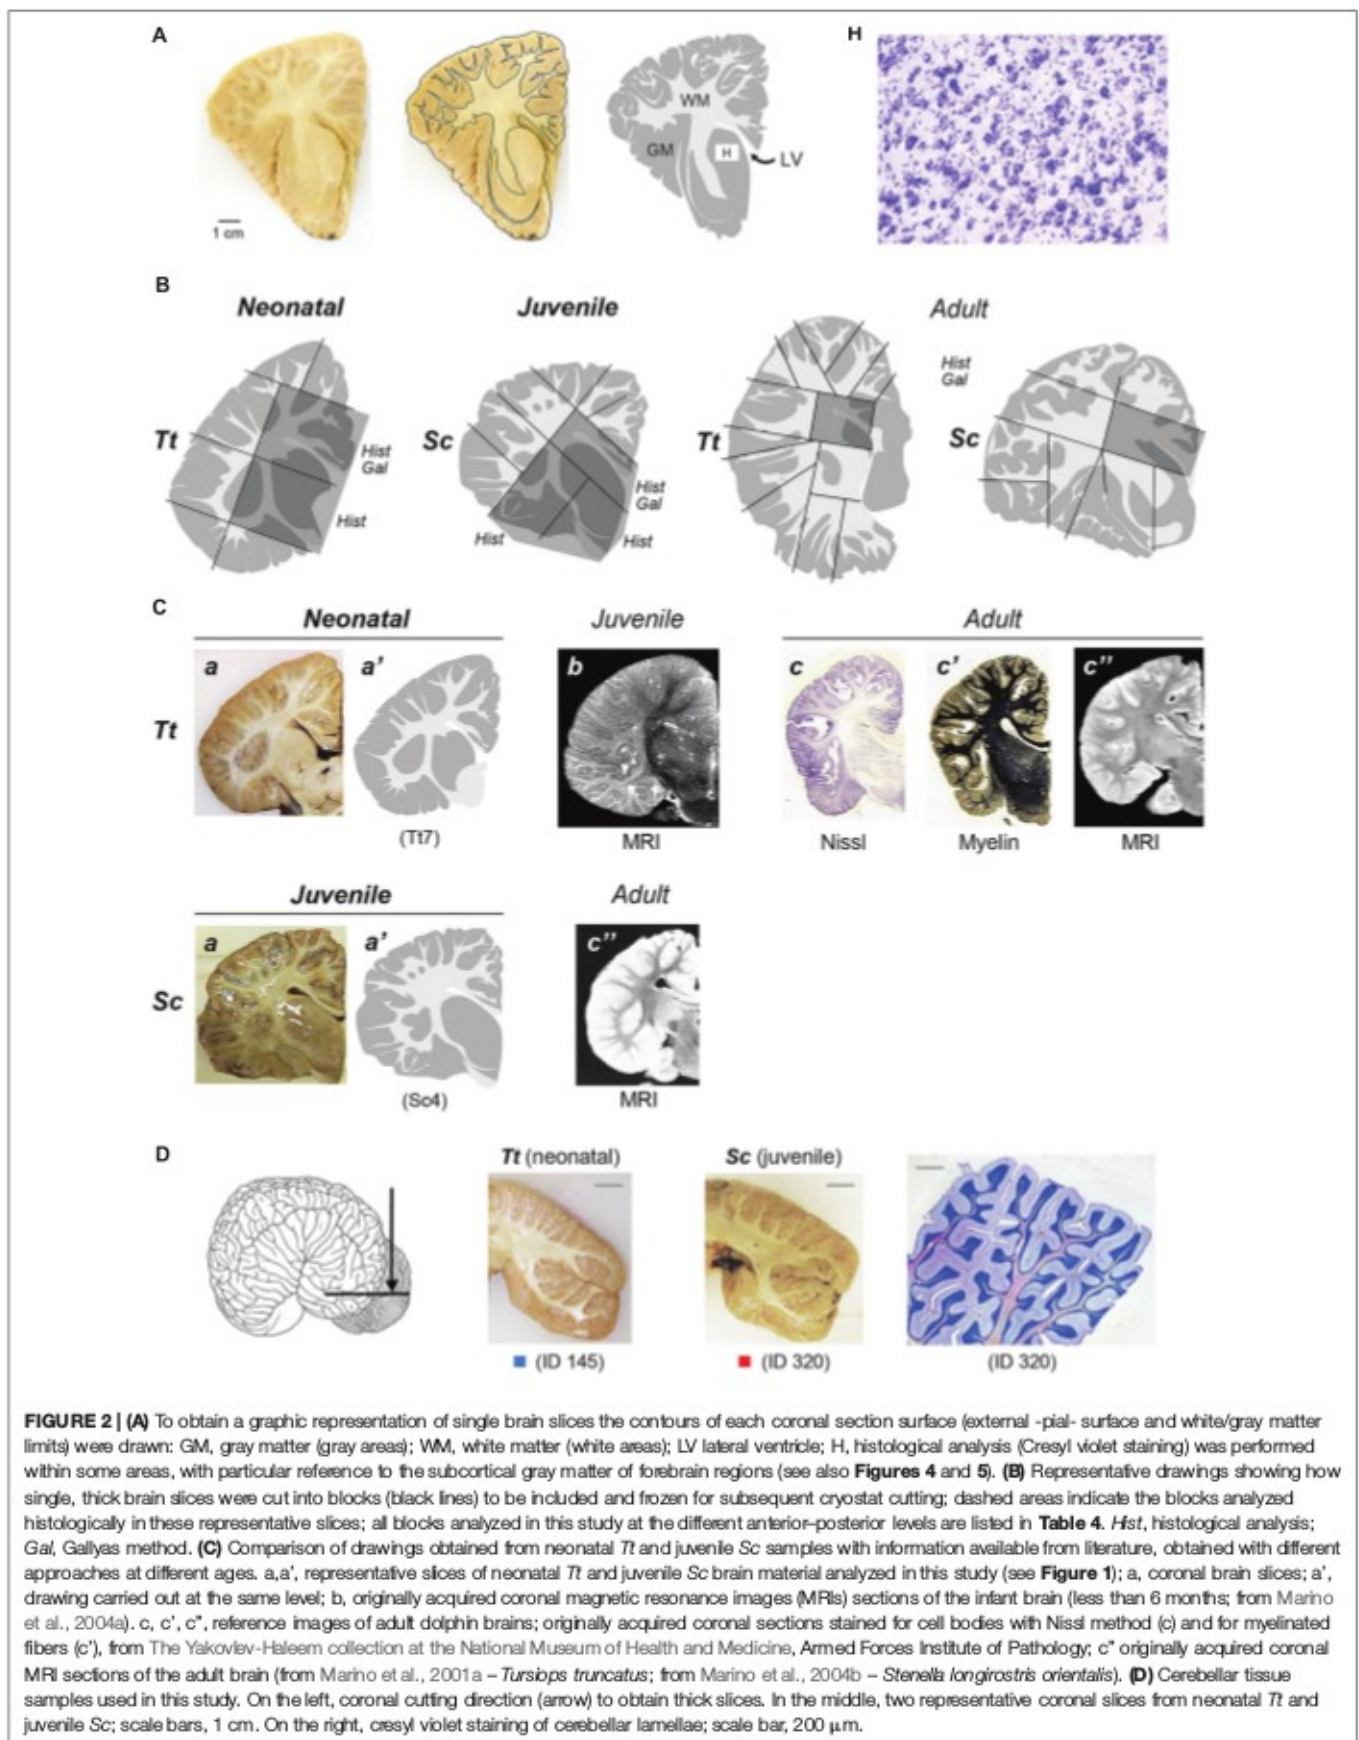 A
H
WM
GM
H
LV
1 cm
B
Neonatal
Juvenile
Adult
Hist
Gal
Tt
Sc
Tt
Sc
Hist
Gal
Hist
Gal
Hist
Hist
Hist
C
Neonatal
Juvenile
Adult
a
a'
b
c
c'
c"
Tt
(Tt7)
MRI
Nissl
Myelin
MRI
Juvenile
Adult
a
a'
c"
Sc
(Sc4)
MRI
D
Tt (neonatal)
Sc (juvenile)
(ID 145)
(ID 320)
(ID 320)
FIGURE 2 | (A) To obtain a graphic representation of single brain slices the contours of each coronal section surface (external -pial- surface and white/gray matter
limits) were drawn: GM, gray matter (gray areas); WM, white matter (white areas); LV lateral ventricle; H, histological analysis (Cresyl violet staining) was performed
within some areas, with particular reference to the subcortical gray matter of forebrain regions (see also Figures 4 and 5). (B) Representative drawings showing how
single, thick brain slices were cut into blocks (black lines) to be included and frozen for subsequent cryostat cutting; dashed areas indicate the blocks analyzed
histologically in these representative slices; all blocks analyzed in this study at the different anterior–posterior levels are listed in Table 4. Hist, histological analysis;
Gal, Gallyas method. (C) Comparison of drawings obtained from neonatal Tt and juvenile Sc samples with information available from literature, obtained with different
approaches at different ages. a,a', representative slices of neonatal Tt and juvenile Sc brain material analyzed in this study (see Figure 1); a, coronal brain slices; a',
drawing carried out at the same level; b, originally acquired coronal magnetic resonance images (MRIs) sections of the infant brain (less than 6 months; from Marino
et al., 2004a). c, c', c", reference images of adult dolphin brains; originally acquired coronal sections stained for cell bodies with Nissl method (c) and for myelinated
fibers (c'), from The Yakovlev-Haleem collection at the National Museum of Health and Medicine, Armed Forces Institute of Pathology; c" originally acquired coronal
MRI sections of the adult brain (from Marino et al., 2001a – Tursiops truncatus; from Marino et al., 2004b – Stenella longirostris orientalis). (D) Cerebellar tissue
samples used in this study. On the left, coronal cutting direction (arrow) to obtain thick slices. In the middle, two representative coronal slices from neonatal Tt and
juvenile Sc; scale bars, 1 cm. On the right, cresyl violet staining of cerebellar lamellae; scale bar, 200 μm.